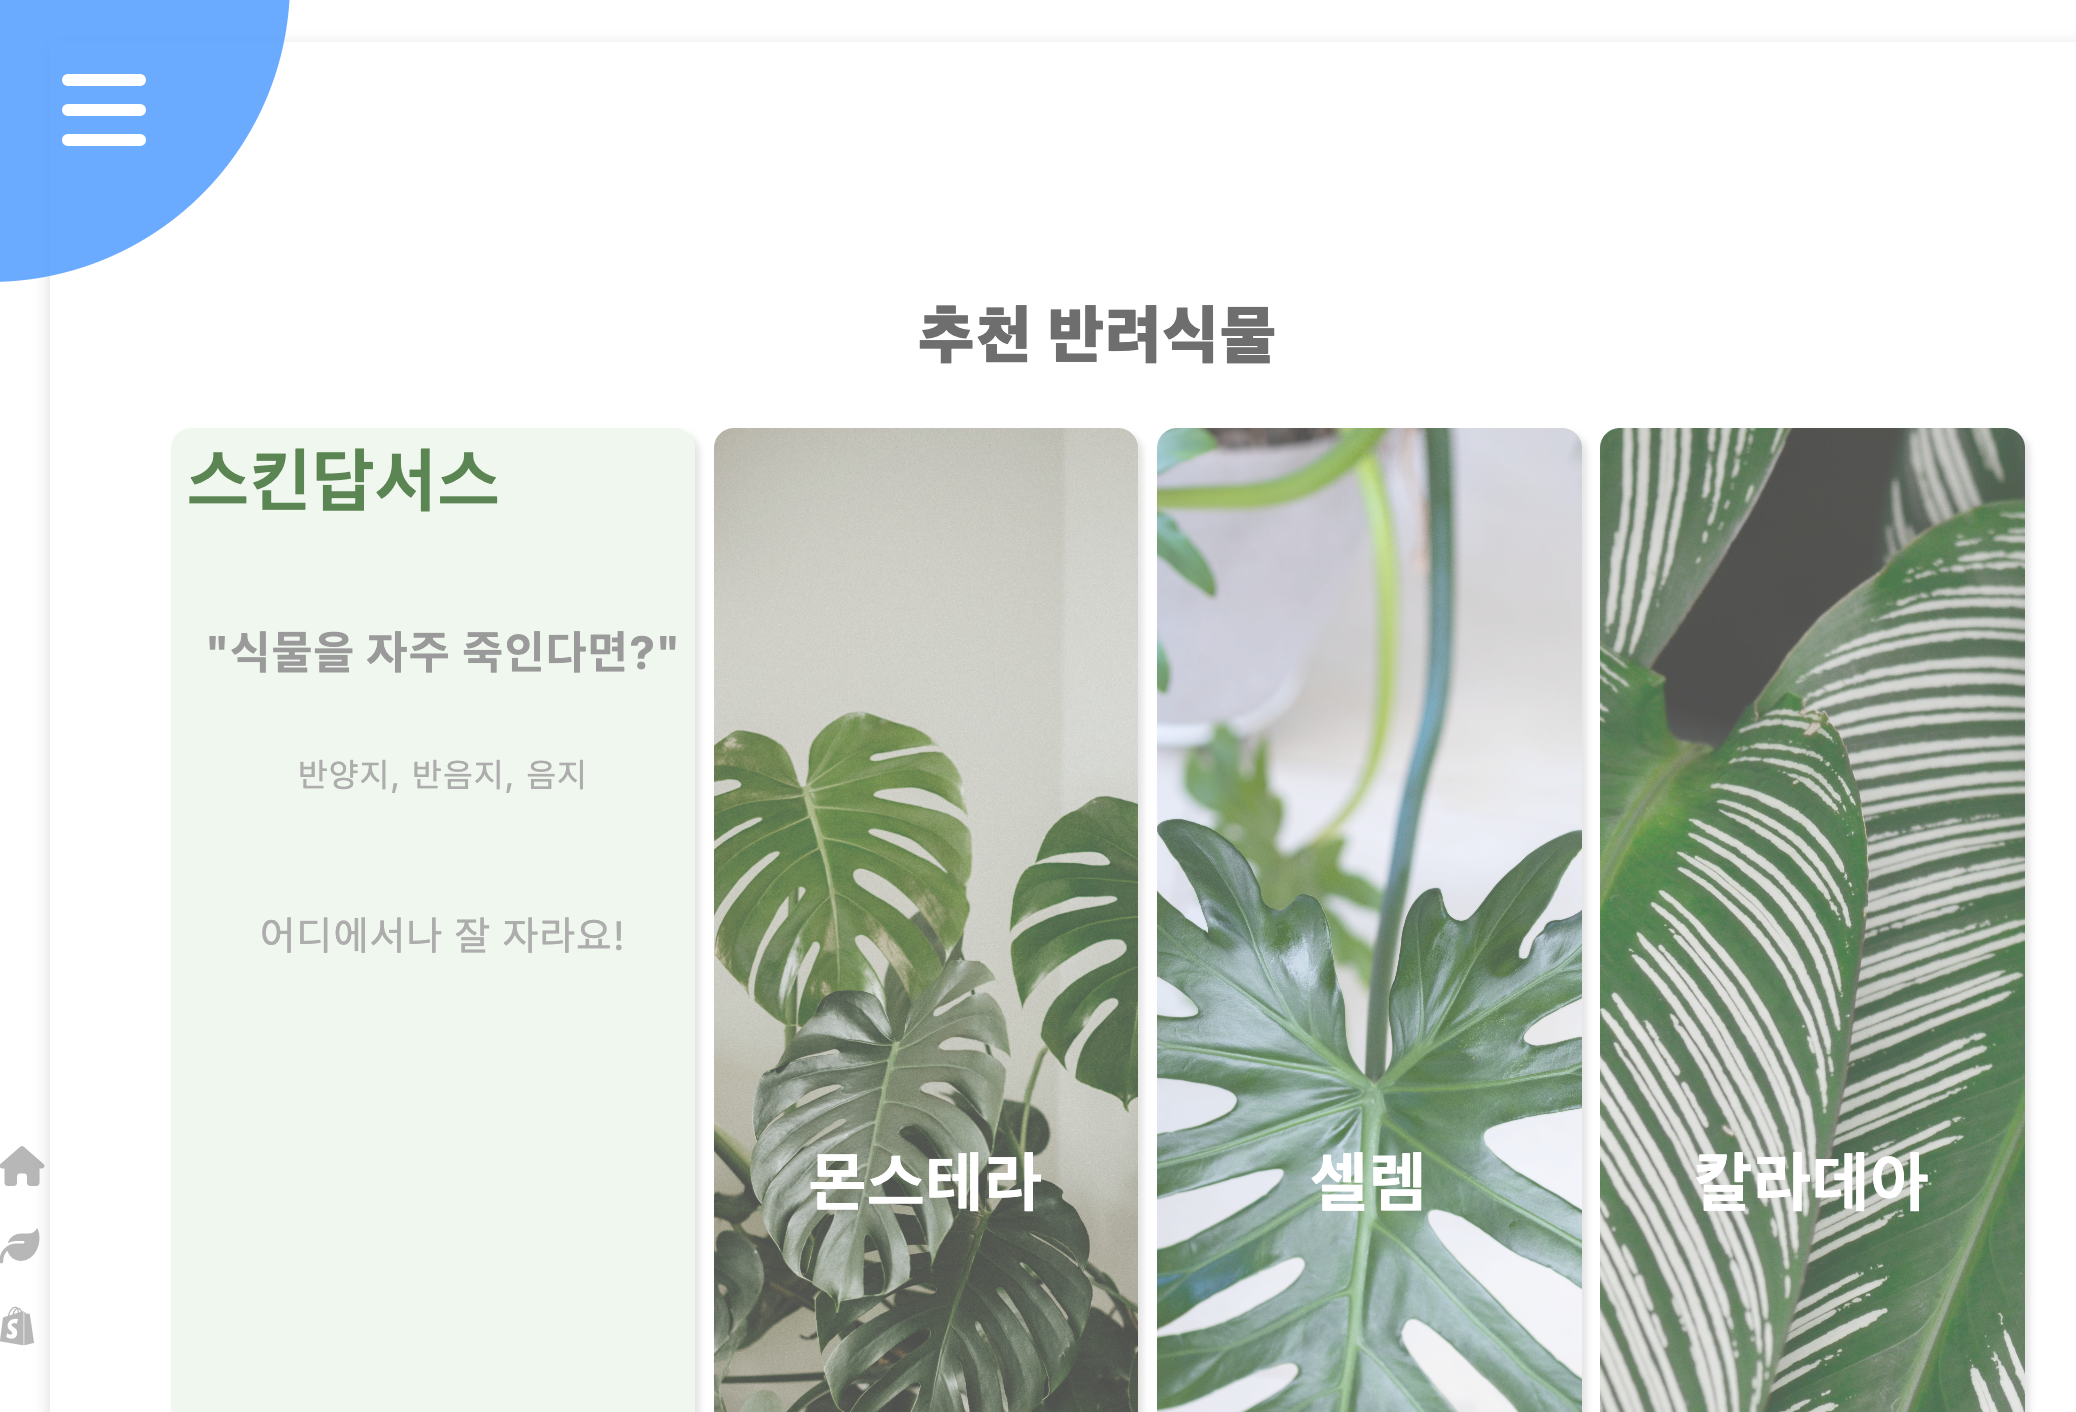 추천 반려식물
스킨답서스
"식물을 자주 죽인다면?"
반양지, 반음지, 음지
어디에서나 잘 자라요!
몬스테라
셀렘
칼라데아